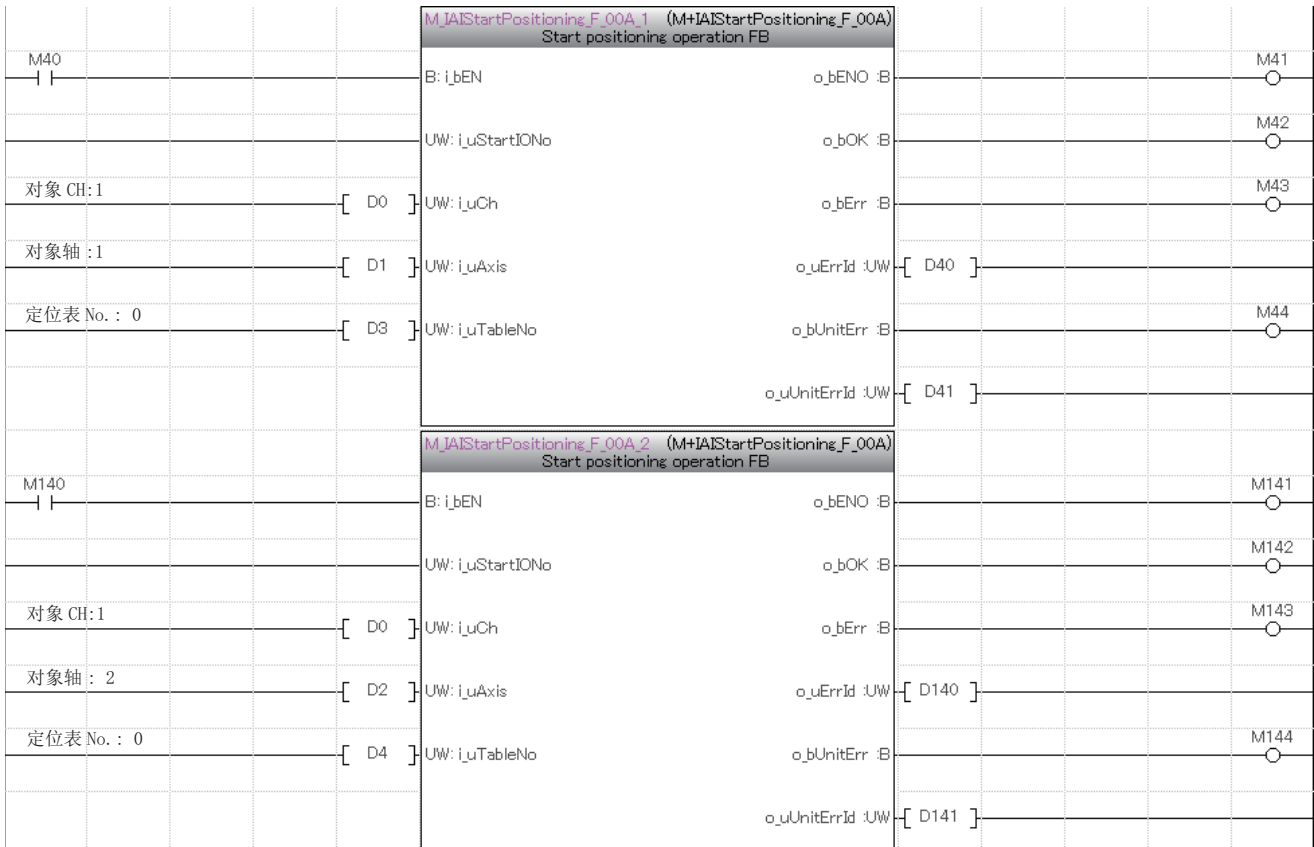 M_IAIStartPositioning_F_00A_1 (M+IAIStartPositioning_F_00A)
Start positioning operation FB
M40
B: i_bEN
o_bENO :B
M41
UW: i_uStartIONo
o_bOK :B
M42
对象 CH:1
D0
UW: i_uCh
o_bErr :B
M43
对象轴 :1
D1
UW: i_uAxis
o_uErrId :UW
D40
定位表 No.: 0
D3
UW: i_uTableNo
o_bUnitErr :B
M44
o_uUnitErrId :UW
D41
M_IAIStartPositioning_F_00A_2 (M+IAIStartPositioning_F_00A)
Start positioning operation FB
M140
B: i_bEN
o_bENO :B
M141
UW: i_uStartIONo
o_bOK :B
M142
对象 CH:1
D0
UW: i_uCh
o_bErr :B
M143
对象轴 : 2
D2
UW: i_uAxis
o_uErrId :UW
D140
定位表 No.: 0
D4
UW: i_uTableNo
o_bUnitErr :B
M144
o_uUnitErrId :UW
D141